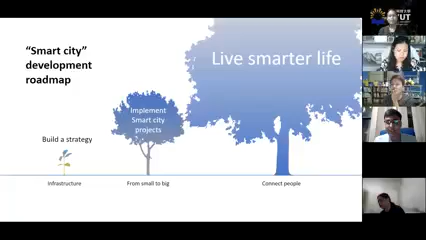 “Smart city”
development
roadmap
Live smarter life
Implement
Smart city
projects
Build a strategy
Infrastructure
From small to big
Connect people
UT